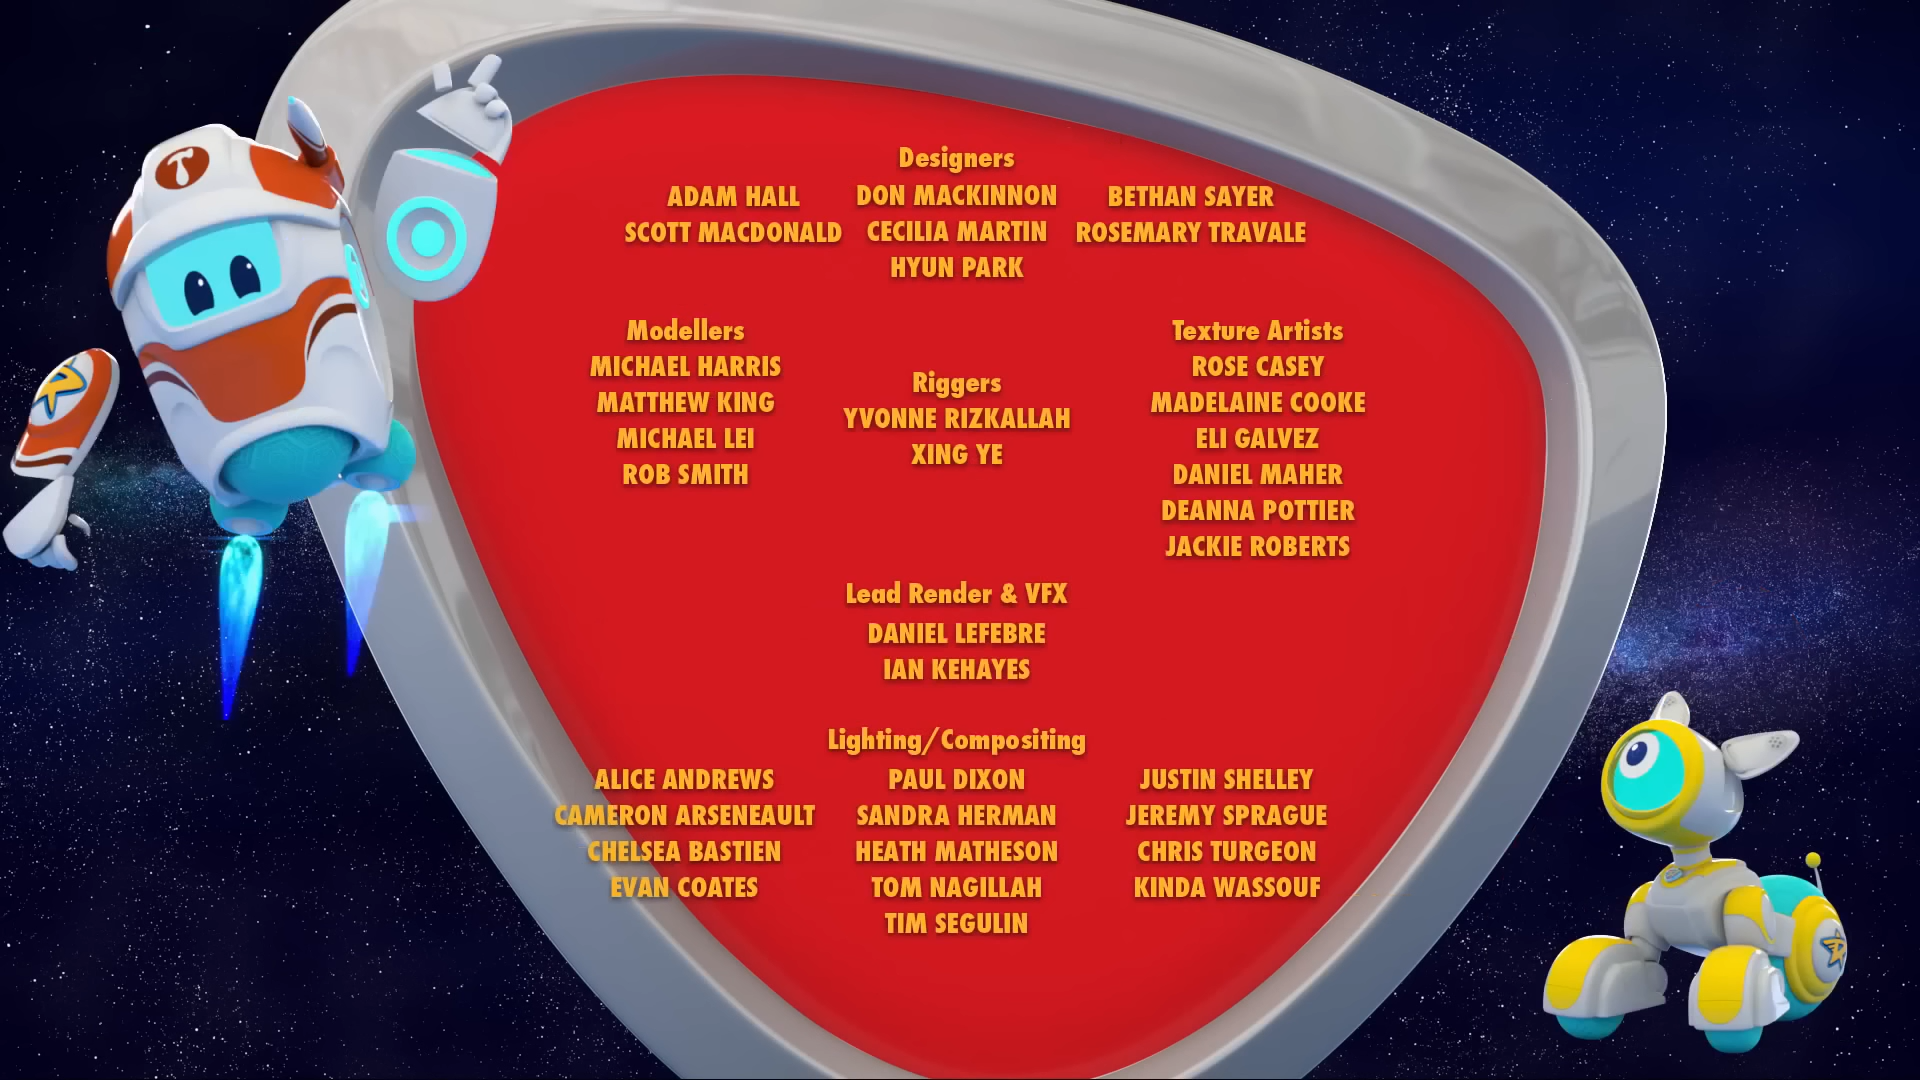 Designers
ADAM HALL
SCOTT MACDONALD
DON MACKINNON
CECILIA MARTIN
HYUN PARK
BETHAN SAYER
ROSEMARY TRAVALE
Modellers
MICHAEL HARRIS
MATTHEW KING
MICHAEL LEI
ROB SMITH
Riggers
YVONNE RIZKALLAH
XING YE
Texture Artists
ROSE CASEY
MADELAINE COOKE
ELI GALVEZ
DANIEL MAHER
DEANNA POTTIER
JACKIE ROBERTS
Lead Render & VFX
DANIEL LEFEBRE
IAN KEHAYES
Lighting/Compositing
ALICE ANDREWS
CAMERON ARSENEAULT
CHELSEA BASTIEN
EVAN COATES
PAUL DIXON
SANDRA HERMAN
HEATH MATHESON
TOM NAGILLAH
TIM SEGULIN
JUSTIN SHELLEY
JEREMY SPRAGUE
CHRIS TURGEON
KINDA WASSOUF